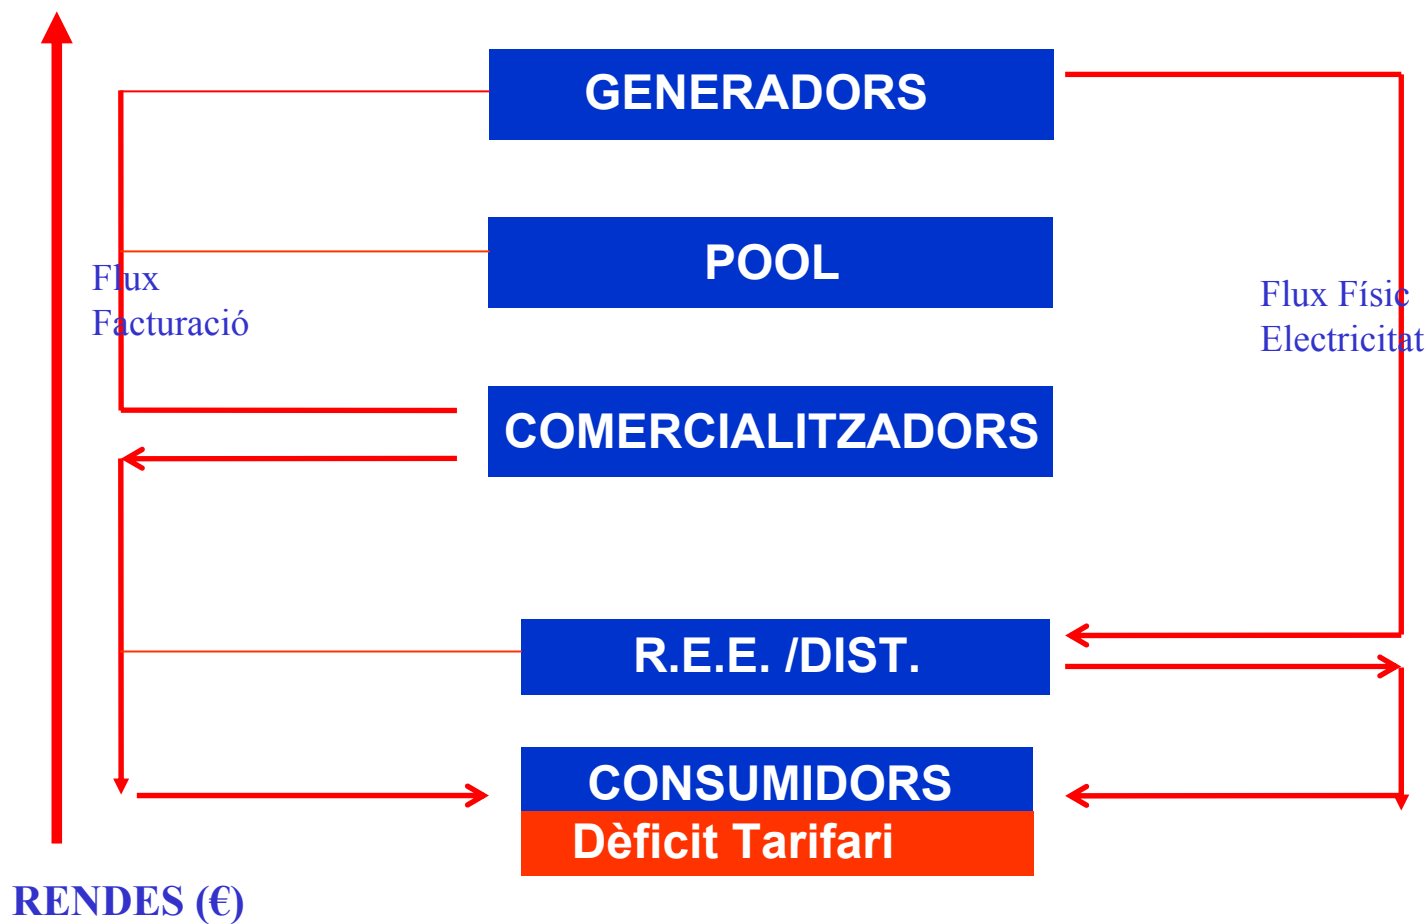 GENERADORS
POOL
Flux
Facturació
Flux Físic
Electricitat
COMERCIALITZADORS
R.E.E. /DIST.
CONSUMIDORS
Dèficit Tarifari
RENDES (€)